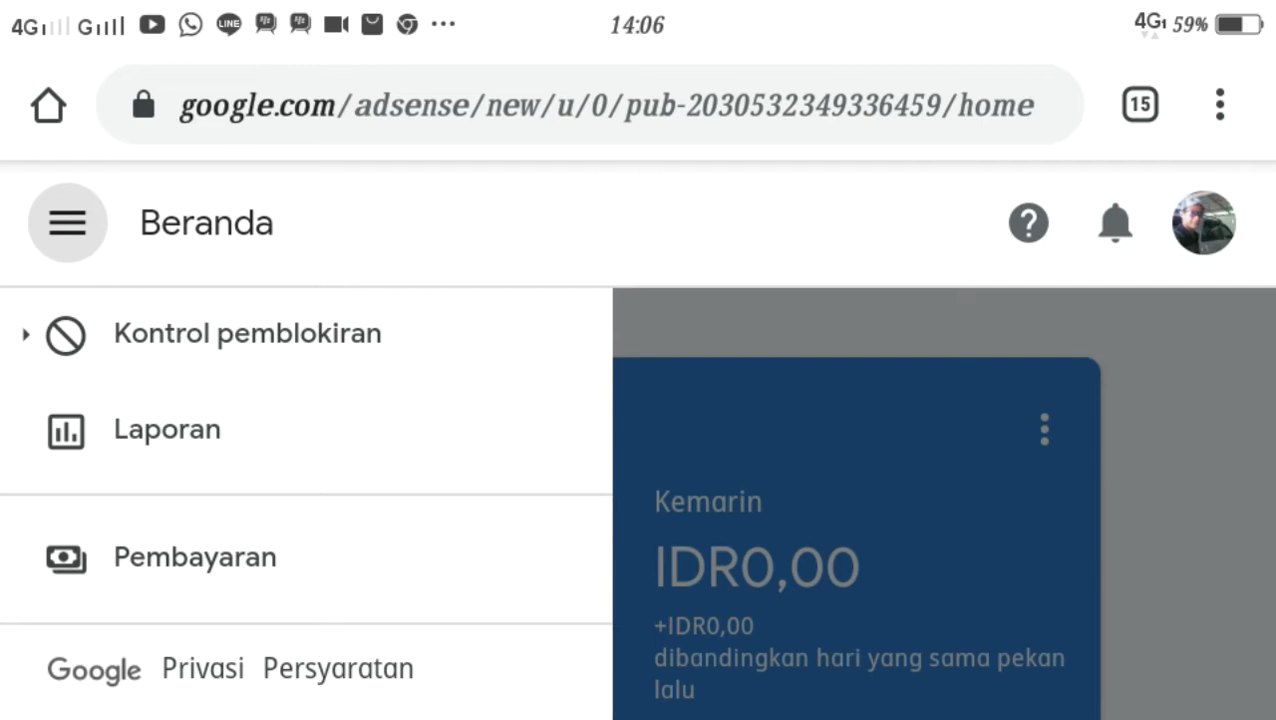 4G G LINE 14:06 4G 59%
google.com/adsense/new/u/0/pub-2030532349336459/home 15
Beranda
Kontrol pemblokiran
Laporan
Pembayaran
Google Privasi Persyaratan
Kemarin
IDR0,00
+IDR0,00
dibandingkan hari yang sama pekan
lalu